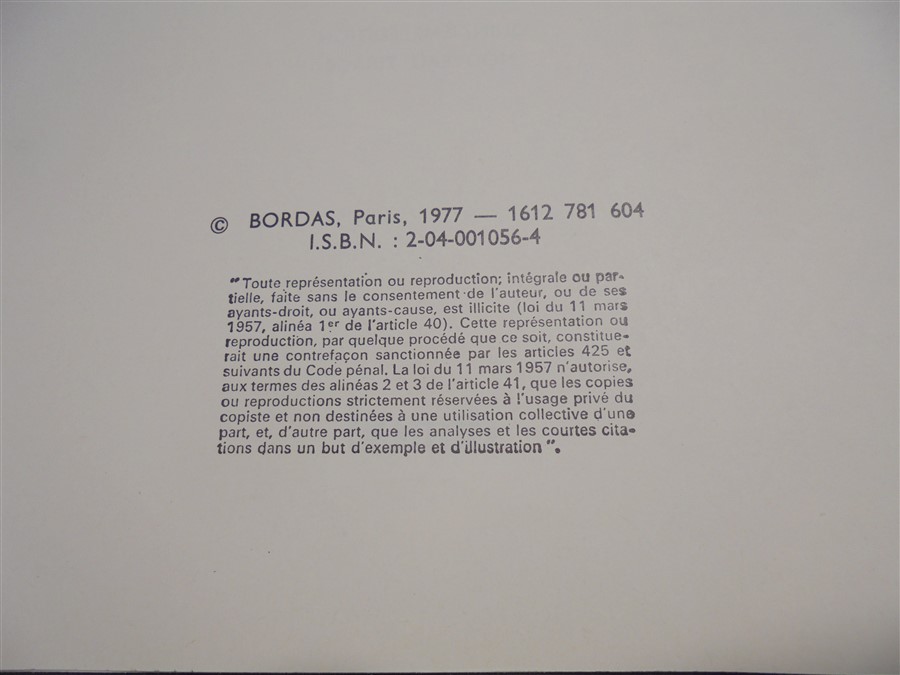 © BORDAS, Paris, 1977 — 1612 781 604
I.S.B.N. : 2-04-001056-4
"Toute représentation ou reproduction; intégrale ou par-
tielle, faite sans le consentement de l'auteur, ou de ses
ayants-droit, ou ayants-cause, est illicite (loi du 11 mars
1957, alinéa 1er de l'article 40). Cette représentation ou
reproduction, par quelque procédé que ce soit, constitue-
rait une contrefaçon sanctionnée par les articles 425 et
suivants du Code pénal. La loi du 11 mars 1957 n'autorise,
aux termes des alinéas 2 et 3 de l'article 41, que les copies
ou reproductions strictement réservées à l'usage privé du
copiste et non destinées à une utilisation collective d'une
part, et, d'autre part, que les analyses et les courtes cita-
tions dans un but d'exemple et d'illustration".